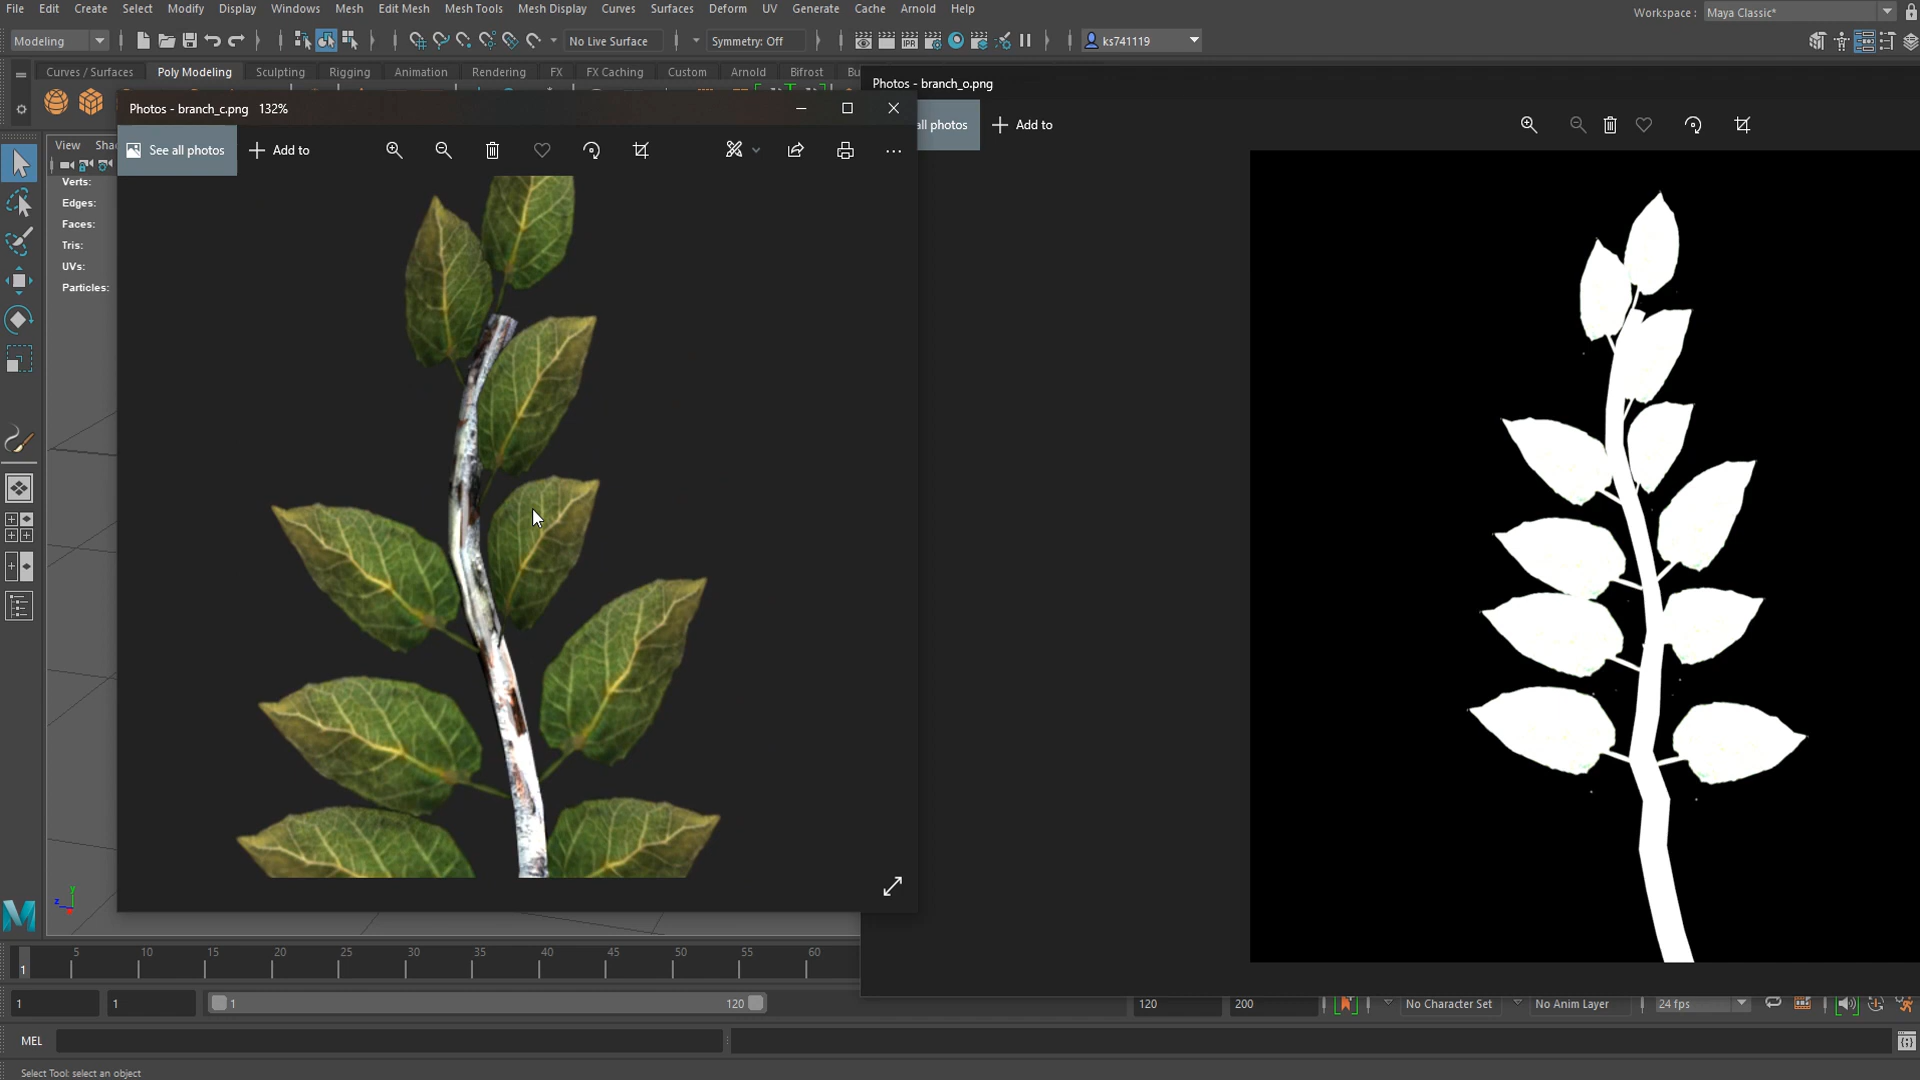 File Edit Create Select Modify Display Windows Mesh Edit Mesh Mesh Tools Mesh Display Curves Surfaces Deform UV Generate Cache Arnold Help
Workspace : Maya Classic*
Modeling
No Live Surface
Symmetry: Off
IPR
ks741119
Curves / Surfaces Poly Modeling Sculpting Rigging Animation Rendering FX FX Caching Custom Arnold Bifrost
Photos - branch_o.png
Photos - branch_c.png 132%
all photos
Add to
See all photos
Add to
View
Verts:
Edges:
Faces:
Tris:
UVs:
Particles:
y
z
M
5 10 15 20 25 30 35 40 45 50 55 60
1
1 1 1 120 120 200 No Character Set No Anim Layer 24 fps
MEL
Select Tool: select an object